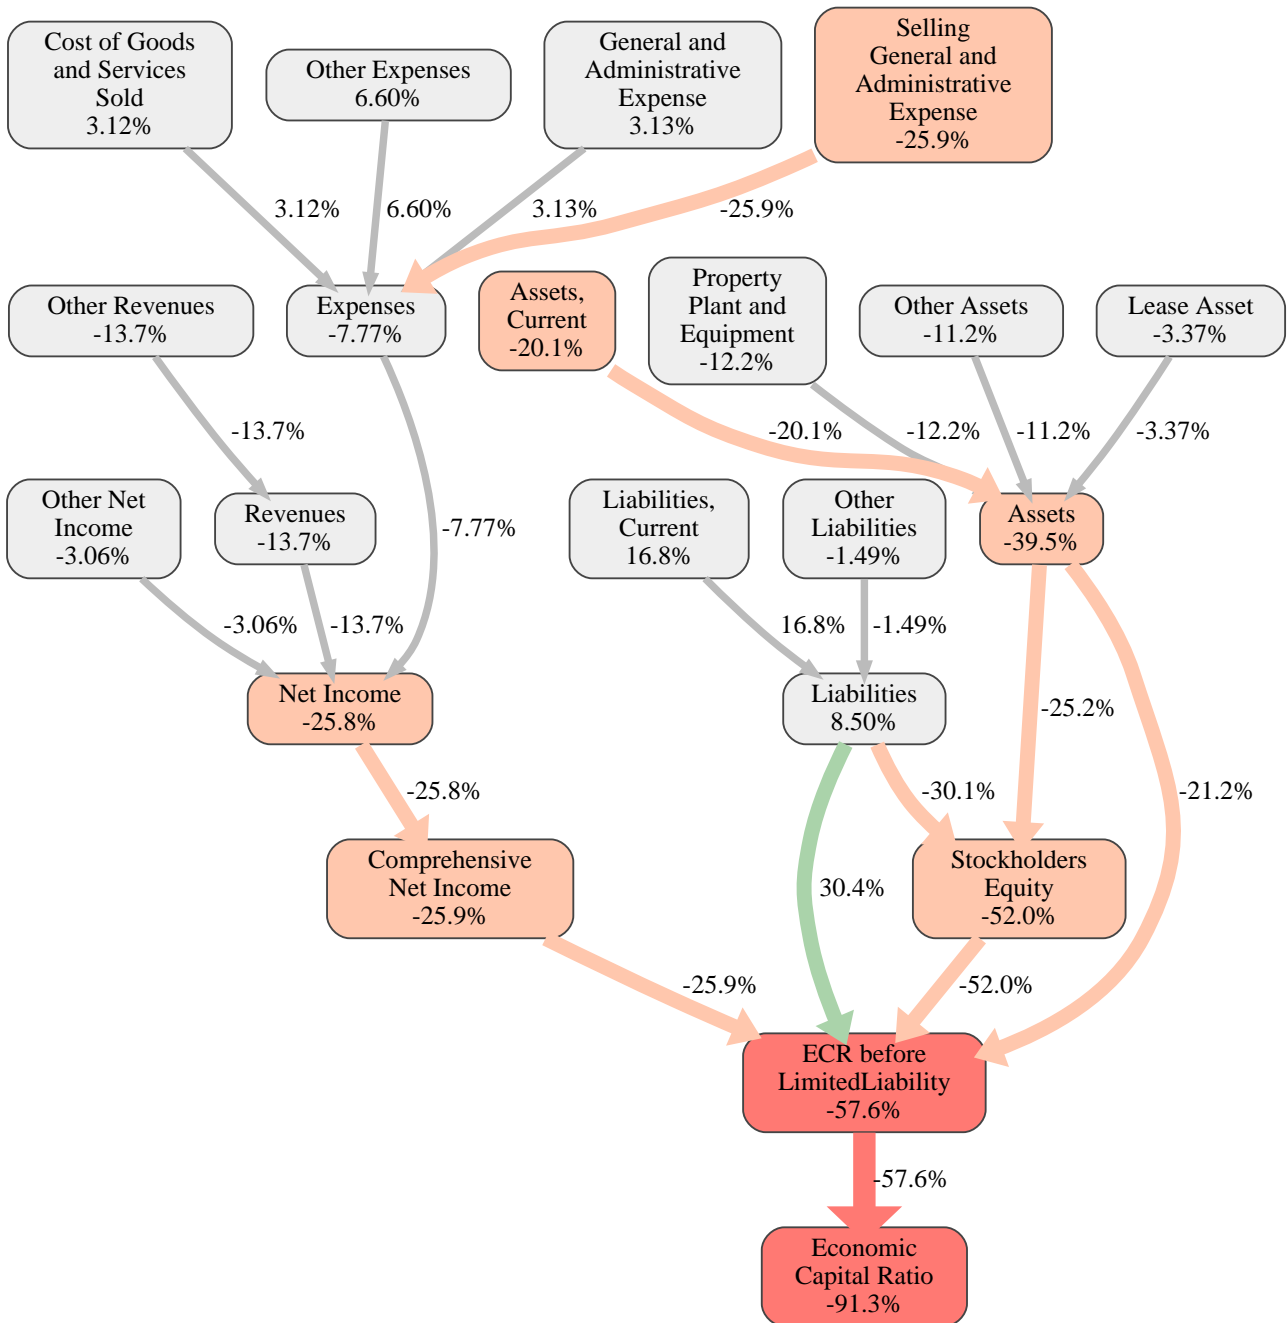 Cost of Goods
and Services
Sold
3.12%
Other Expenses
6.60%
General and
Administrative
Expense
3.13%
Selling
General and
Administrative
Expense
-25.9%
3.12%
6.60%
3.13%
-25.9%
Other Revenues
-13.7%
Expenses
-7.77%
Assets,
Current
-20.1%
Property
Plant and
Equipment
-12.2%
Other Assets
-11.2%
Lease Asset
-3.37%
-13.7%
-20.1%
-12.2%
-11.2%
-3.37%
Other Net
Income
-3.06%
Revenues
-13.7%
-7.77%
Liabilities,
Current
16.8%
Other
Liabilities
-1.49%
Assets
-39.5%
-3.06%
-13.7%
16.8%
-1.49%
Net Income
-25.8%
Liabilities
8.50%
-25.2%
-25.8%
-30.1%
-21.2%
Comprehensive
Net Income
-25.9%
30.4%
Stockholders
Equity
-52.0%
-25.9%
-52.0%
ECR before
LimitedLiability
-57.6%
-57.6%
Economic
Capital Ratio
-91.3%